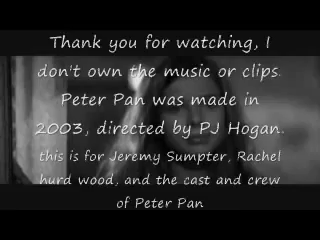 Thank you for watching, I
don't own the music or clips.
Peter Pan was made in
2003, directed by PJ Hogan.
this is for Jeremy Sumpter, Rachel
hurd wood, and the cast and crew
of Peter Pan